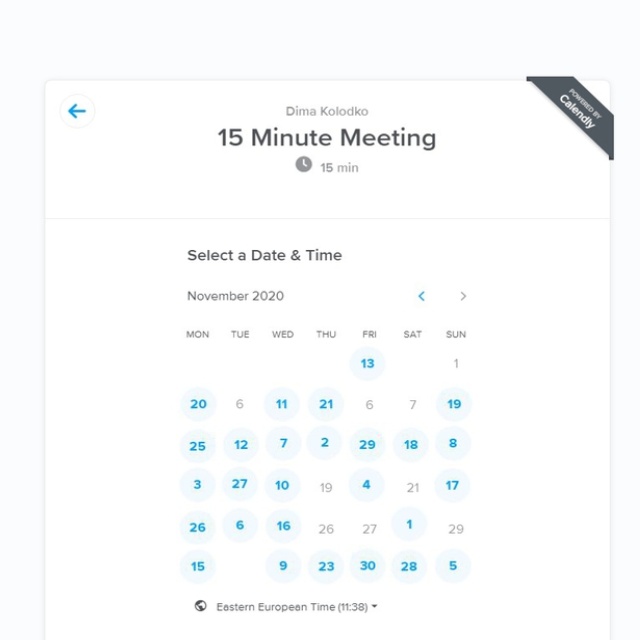 POWERED BY
Calendly
Dima Kolodko
15 Minute Meeting
15 min
Select a Date & Time
November 2020
MON TUE WED THU FRI SAT SUN
13 1
20 6 11 21 6 7 19
25 12 7 2 29 18 8
3 27 10 19 4 21 17
26 6 16 26 27 1 29
15 9 23 30 28 5
Eastern European Time (11:38)